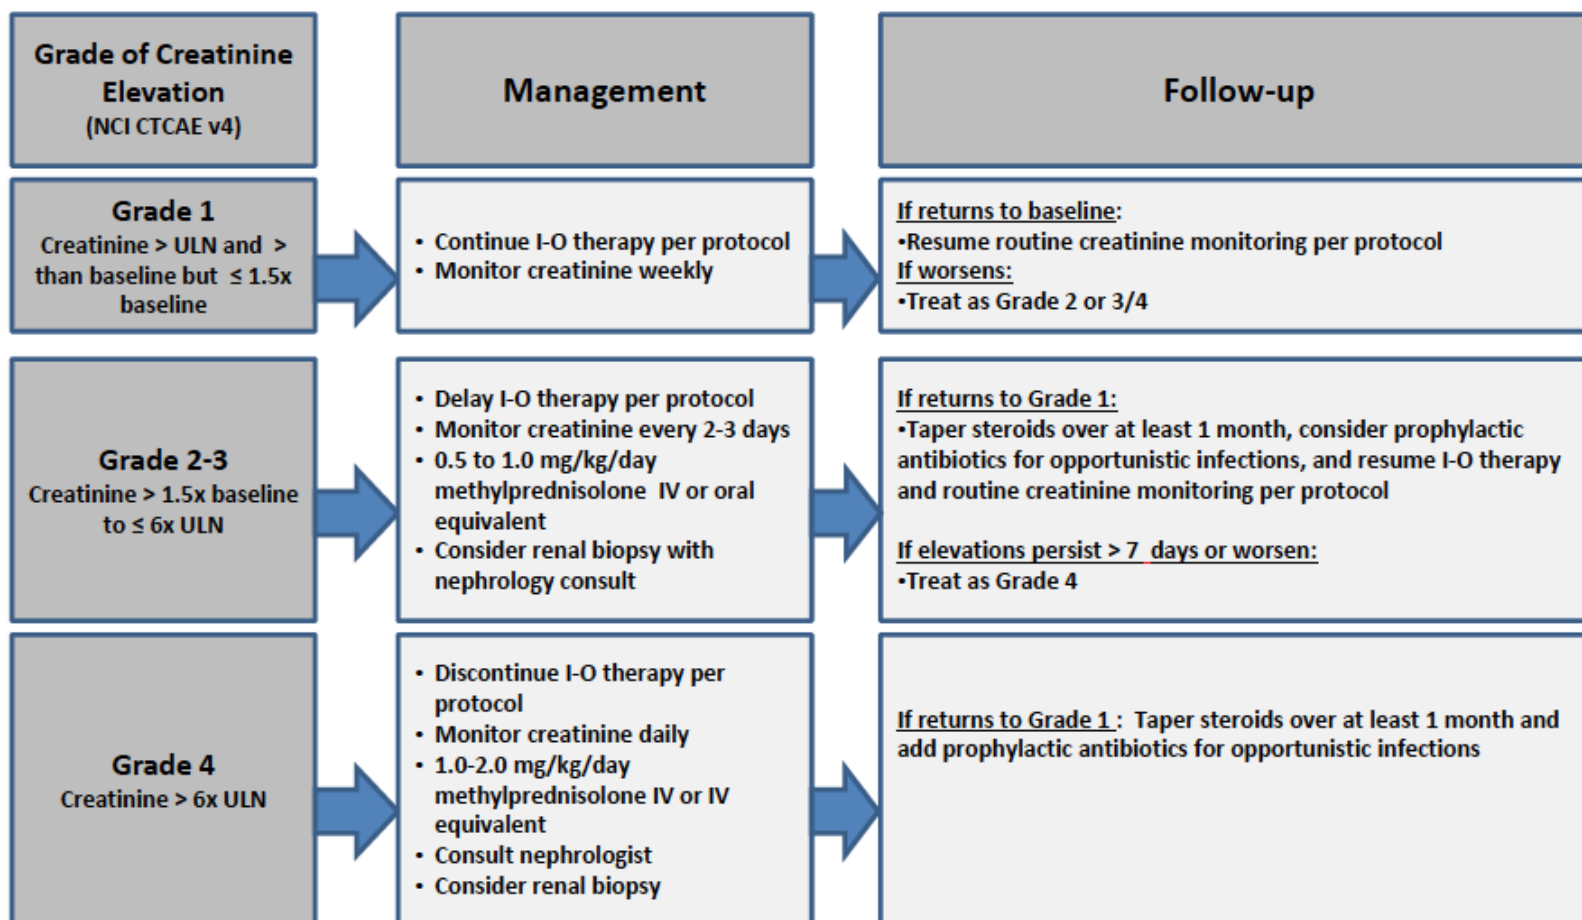 Grade of Creatinine
Elevation
(NCI CTCAE v4)
Management
Follow-up
Grade 1
Creatinine > ULN and >
than baseline but ≤ 1.5x
baseline
• Continue I-O therapy per protocol
• Monitor creatinine weekly
If returns to baseline:
•Resume routine creatinine monitoring per protocol
If worsens:
•Treat as Grade 2 or 3/4
Grade 2-3
Creatinine > 1.5x baseline
to ≤ 6x ULN
• Delay I-O therapy per protocol
• Monitor creatinine every 2-3 days
• 0.5 to 1.0 mg/kg/day
methylprednisolone IV or oral
equivalent
• Consider renal biopsy with
nephrology consult
If returns to Grade 1:
•Taper steroids over at least 1 month, consider prophylactic
antibiotics for opportunistic infections, and resume I-O therapy
and routine creatinine monitoring per protocol
If elevations persist > 7 days or worsen:
•Treat as Grade 4
Grade 4
Creatinine > 6x ULN
• Discontinue I-O therapy per
protocol
• Monitor creatinine daily
• 1.0-2.0 mg/kg/day
methylprednisolone IV or IV
equivalent
• Consult nephrologist
• Consider renal biopsy
If returns to Grade 1 : Taper steroids over at least 1 month and
add prophylactic antibiotics for opportunistic infections